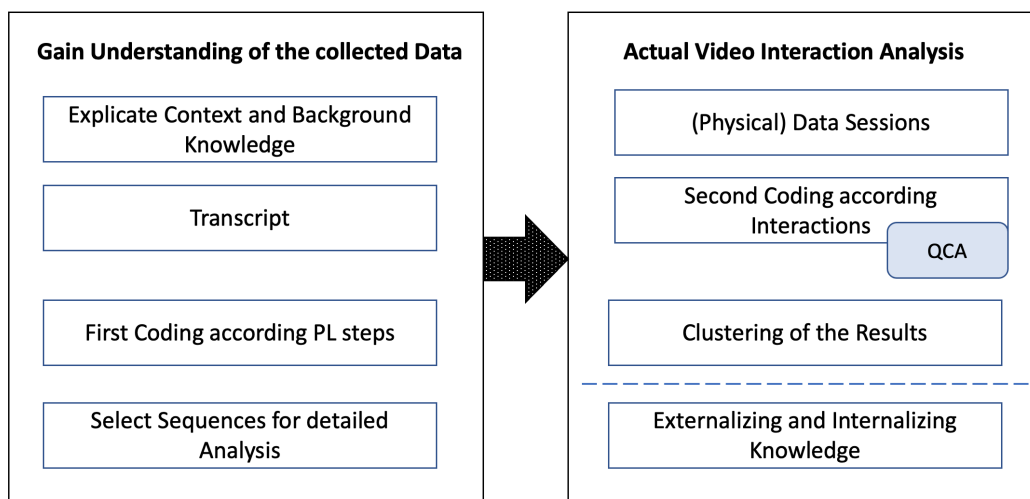 Gain Understanding of the collected Data
Explicate Context and Background
Knowledge
Transcript
First Coding according PL steps
Select Sequences for detailed
Analysis
Actual Video Interaction Analysis
(Physical) Data Sessions
Second Coding according
Interactions
QCA
Clustering of the Results
Externalizing and Internalizing
Knowledge